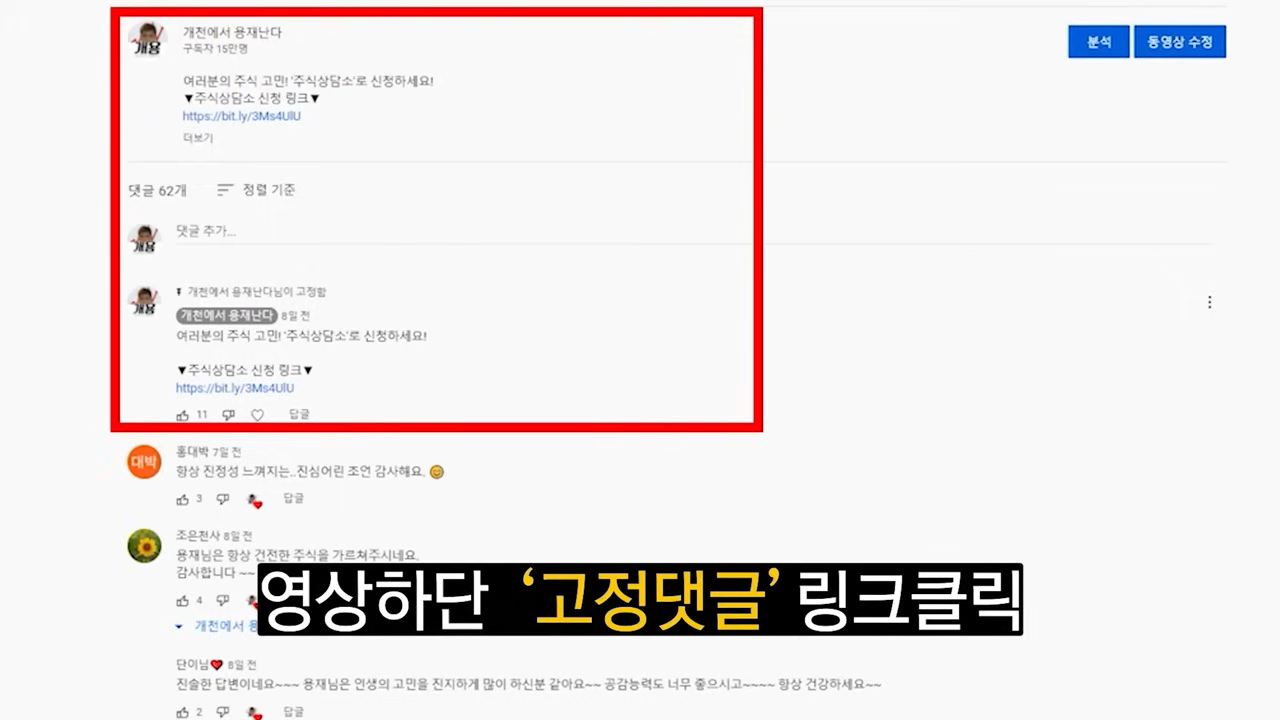 개용
개천에서 용재난다
구독자 15만명
분석
동영상 수정
여러분의 주식 고민! '주식상담소'로 신청하세요!
▼주식상담소 신청 링크▼
https://bit.ly/3Ms4UlU
더보기
댓글 62개
정렬 기준
개용
댓글 추가...
개용
개천에서 용재난다님이 고정함
개천에서 용재난다 8일 전
여러분의 주식 고민! '주식상담소'로 신청하세요!
▼주식상담소 신청 링크▼
https://bit.ly/3Ms4UlU
11 답글
대박
홍대박 7일 전
항상 진정성 느껴지는..진심어린 조언 감사해요. 😊
3 답글
조은천사 8일 전
용재님은 항상 건전한 주식을 가르쳐주시네요.
감사합니다 ~~
4
개천에서
영상하단 '고정댓글' 링크클릭
단이님❤ 8일 전
진솔한 답변이네요~~~ 용재님은 인생의 고민을 진지하게 많이 하신분 같아요~~ 공감능력도 너무 좋으시고~~~~ 항상 건강하세요~~
2 답글